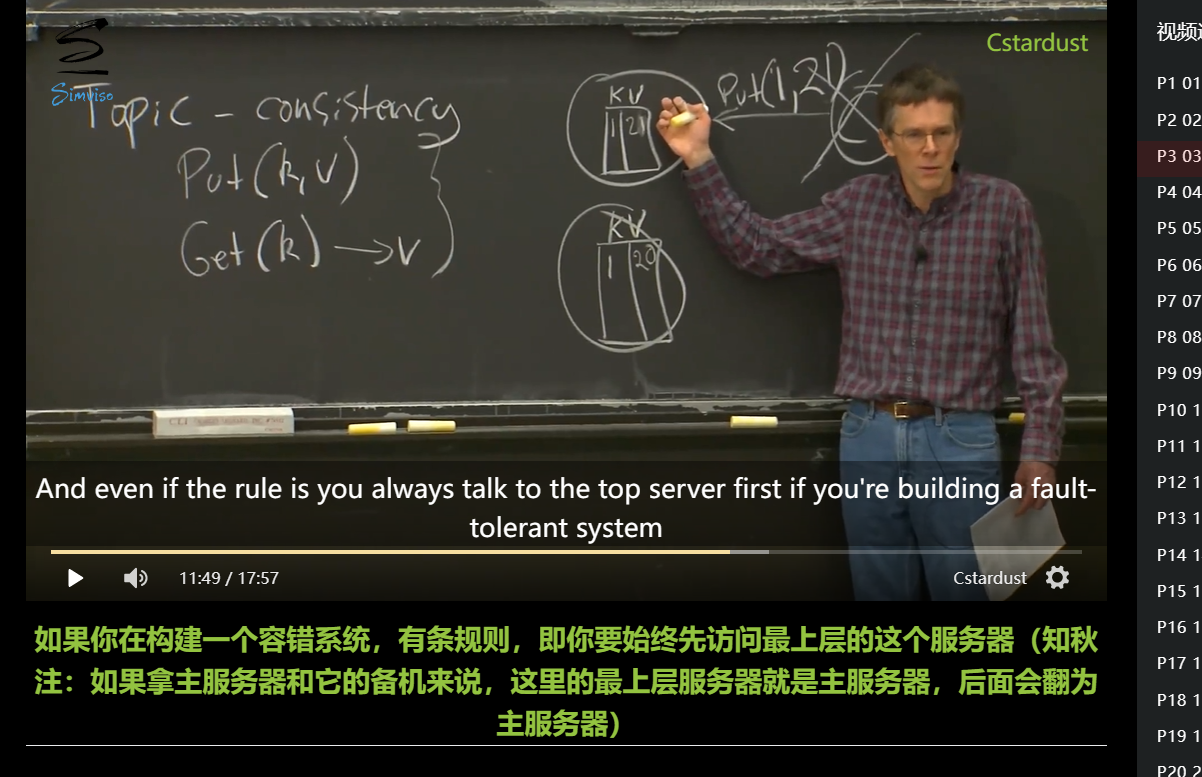 Simviso
Cstardust
Topic - consistency
Put(k,v)
Get(k) → v
K V
1 21
Put(1,21)
K V
1 20
And even if the rule is you always talk to the top server first if you're building a fault-
tolerant system
11:49 / 17:57
Cstardust
如果你在构建一个容错系统，有条规则，即你要始终先访问最上层的这个服务器（知秋
注：如果拿主服务器和它的备机来说，这里的最上层服务器就是主服务器，后面会翻为
主服务器）
P1 01
P2 02
P3 03
P4 04
P5 05
P6 06
P7 07
P8 08
P9 09
P10 1
P11 1
P12 1
P13 1
P14 1
P15 1
P16 1
P17 1
P18 1
P19 1
P20 2